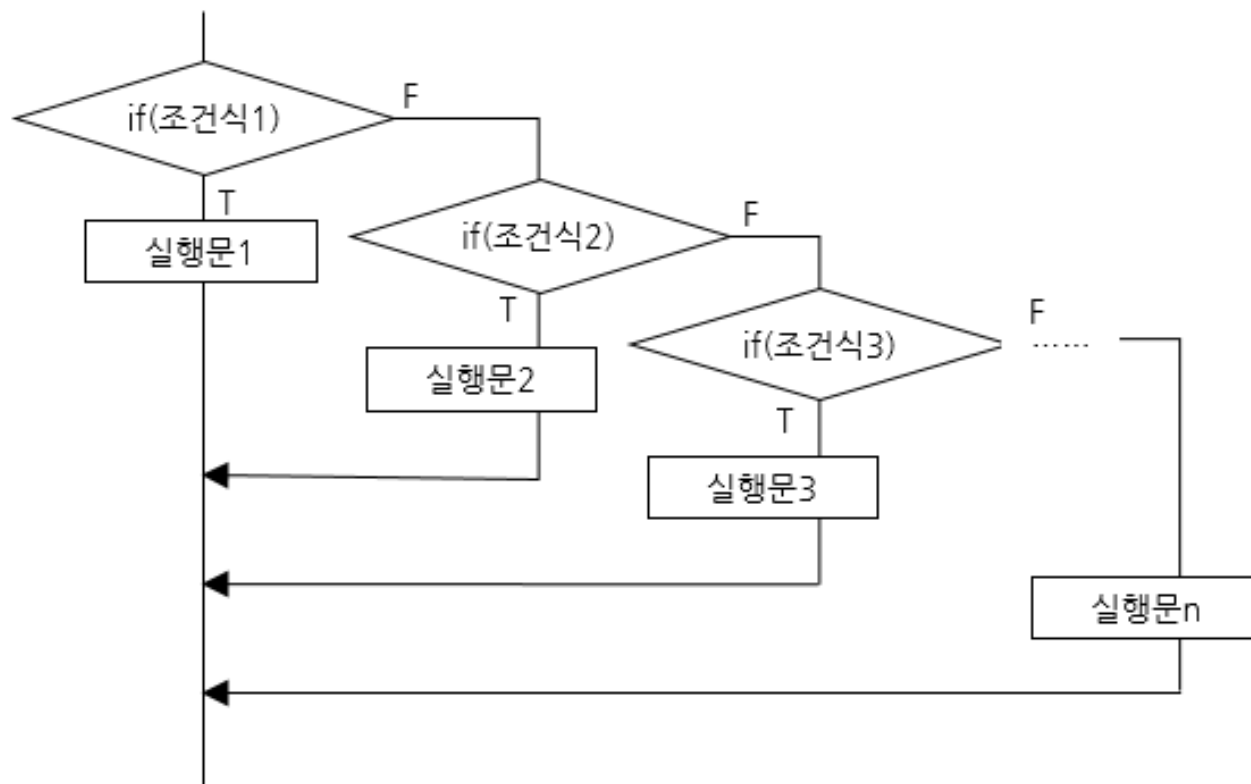 if(조건식1)
F
T
실행문1
if(조건식2)
F
T
실행문2
if(조건식3)
F
......
T
실행문3
실행문n